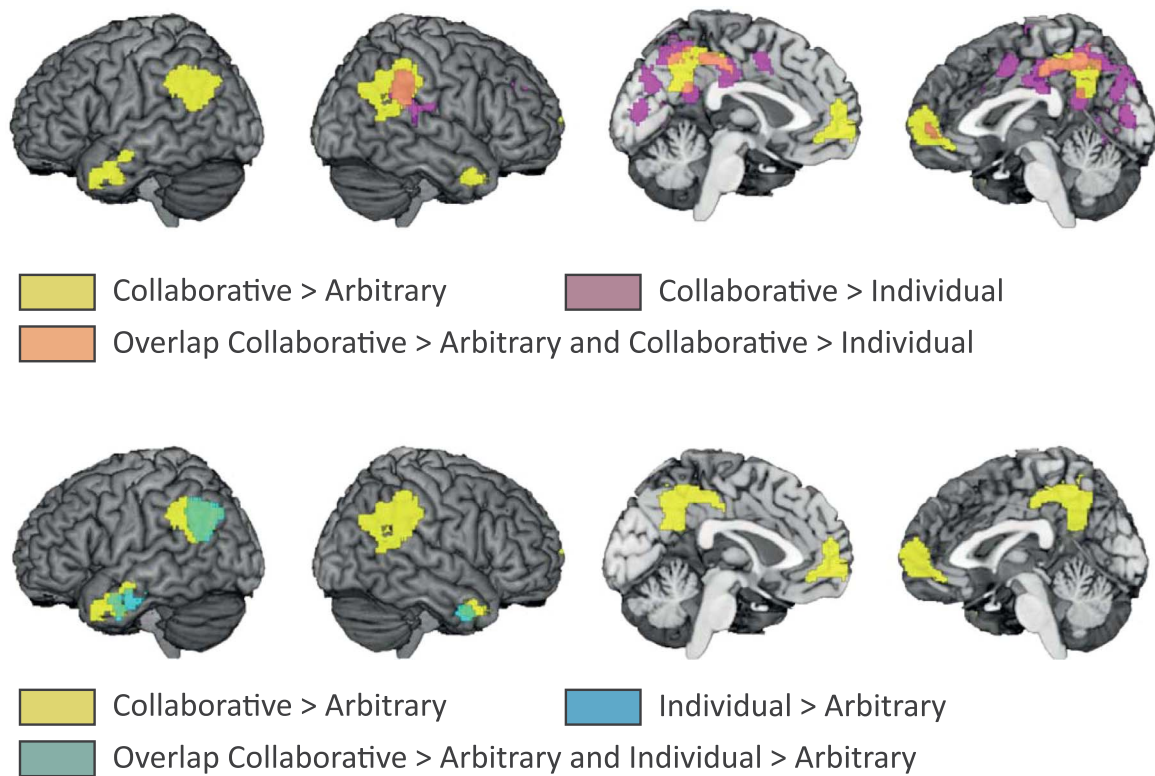 Collaborative > Arbitrary
Collaborative > Individual
Overlap Collaborative > Arbitrary and Collaborative > Individual
Collaborative > Arbitrary
Individual > Arbitrary
Overlap Collaborative > Arbitrary and Individual > Arbitrary